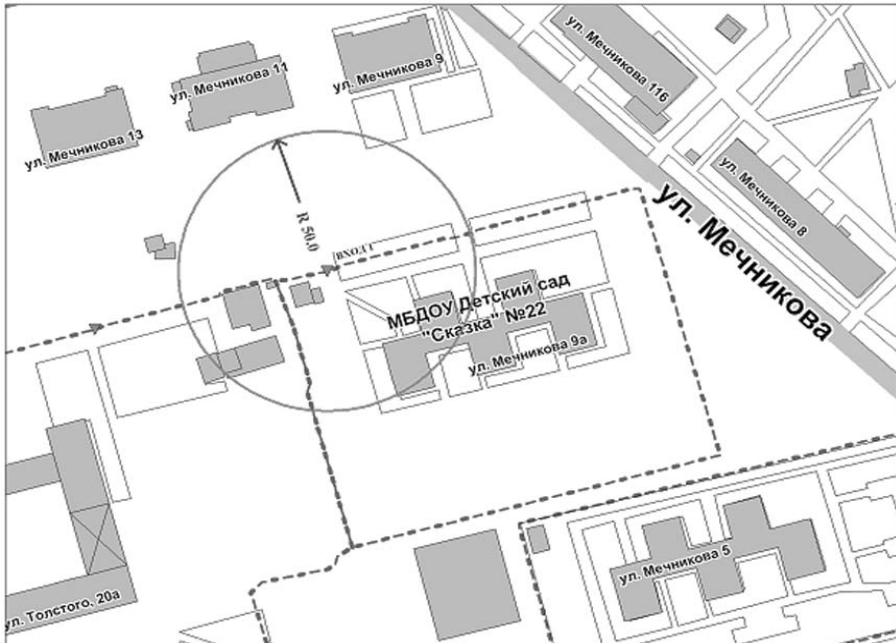 ул. Мечникова 9
ул. Мечникова 11
ул. Мечникова 116
ул. Мечникова 13
ул. Мечникова 8
ул. Мечникова
R 50.0
ВХОД 1
МБДОУ Детский сад
"Сказка" №22
ул. Мечникова 9а
ул. Мечникова 5
ул. Толстого, 20а